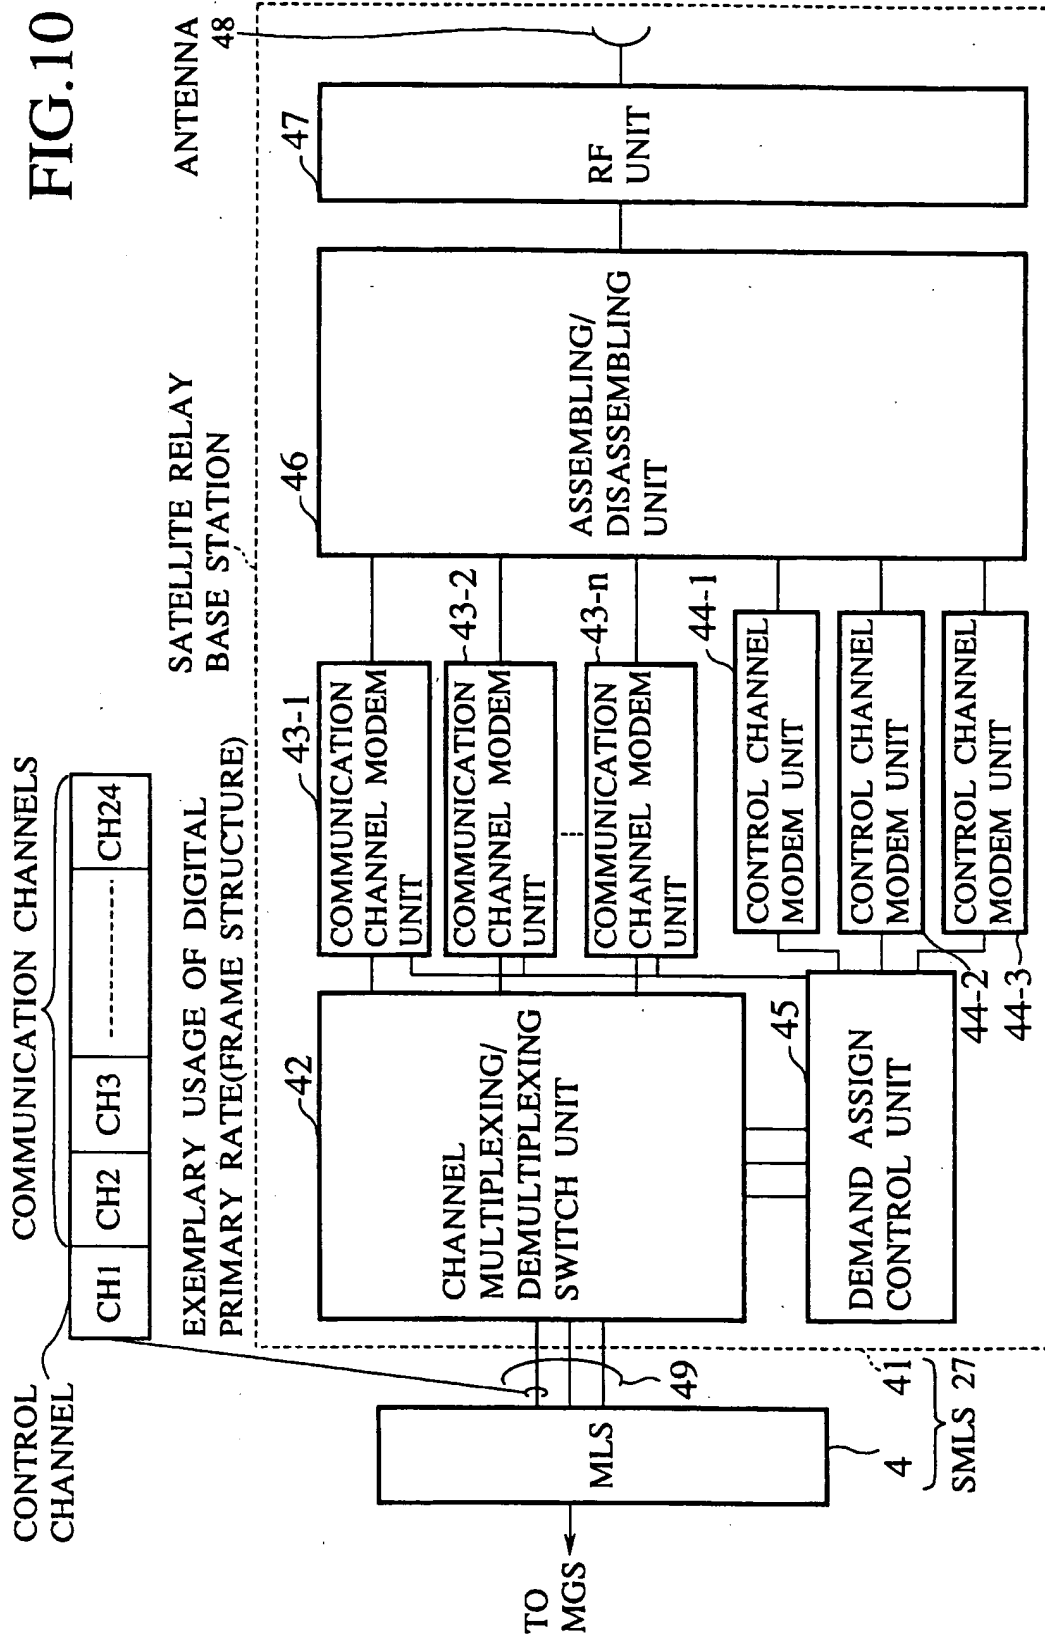 FIG.10
CONTROL
CHANNEL
COMMUNICATION CHANNELS
CH1
CH2
CH3
CH24
EXEMPLARY USAGE OF DIGITAL
PRIMARY RATE(FRAME STRUCTURE)
SATELLITE RELAY
BASE STATION
ANTENNA
48
TO
MGS
MLS
4
49
41
SMLS 27
42
CHANNEL
MULTIPLEXING/
DEMULTIPLEXING
SWITCH UNIT
45
DEMAND ASSIGN
CONTROL UNIT
43-1
COMMUNICATION
CHANNEL MODEM
UNIT
43-2
COMMUNICATION
CHANNEL MODEM
UNIT
43-n
COMMUNICATION
CHANNEL MODEM
UNIT
44-1
CONTROL CHANNEL
MODEM UNIT
CONTROL CHANNEL
MODEM UNIT
44-2
CONTROL CHANNEL
MODEM UNIT
44-3
46
ASSEMBLING/
DISASSEMBLING
UNIT
47
RF
UNIT